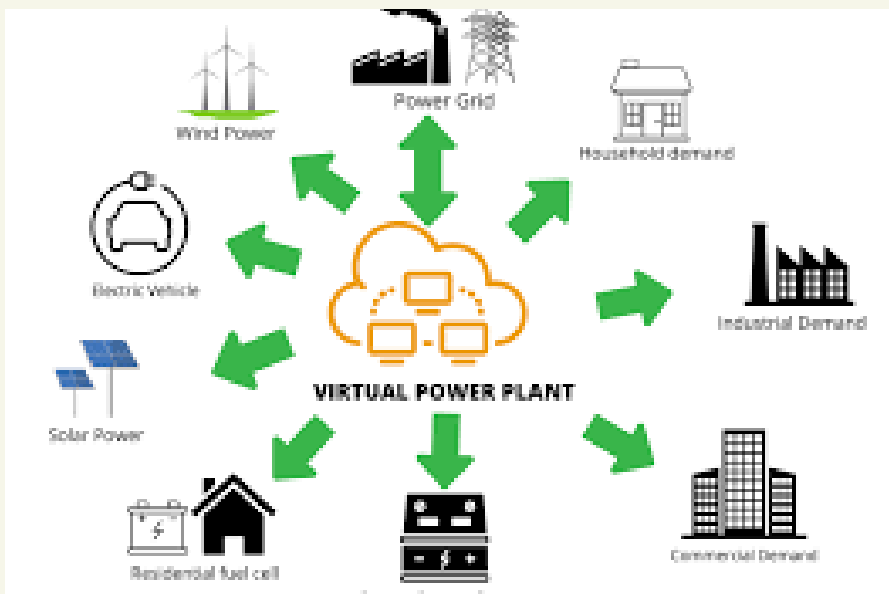 Power Grid
Wind Power
Household demand
Electric Vehicle
Industrial Demand
VIRTUAL POWER PLANT
Solar Power
Commercial Demand
Residential fuel cell